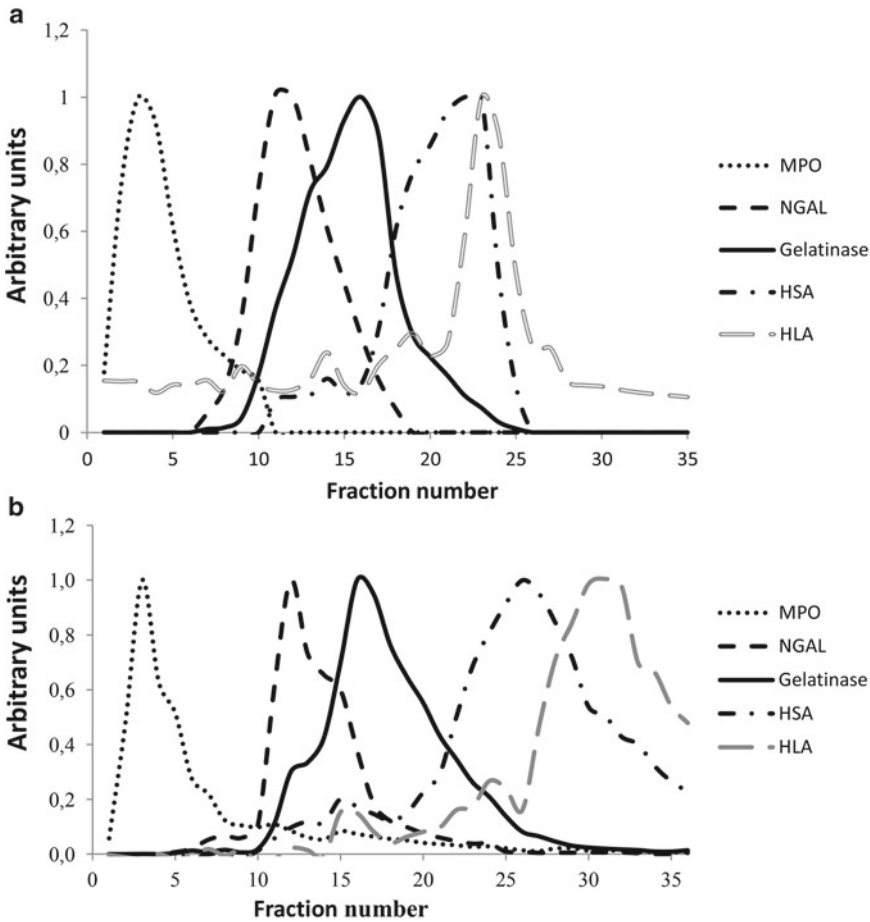 a
1,2
1
0,8
0,6
0,4
0,2
0
Arbitrary units
0 5 10 15 20 25 30 35
Fraction number
MPO
NGAL
Gelatinase
HSA
HLA
b
1,2
1,0
0,8
0,6
0,4
0,2
0,0
Arbitrary units
0 5 10 15 20 25 30 35
Fraction number
MPO
NGAL
Gelatinase
HSA
HLA